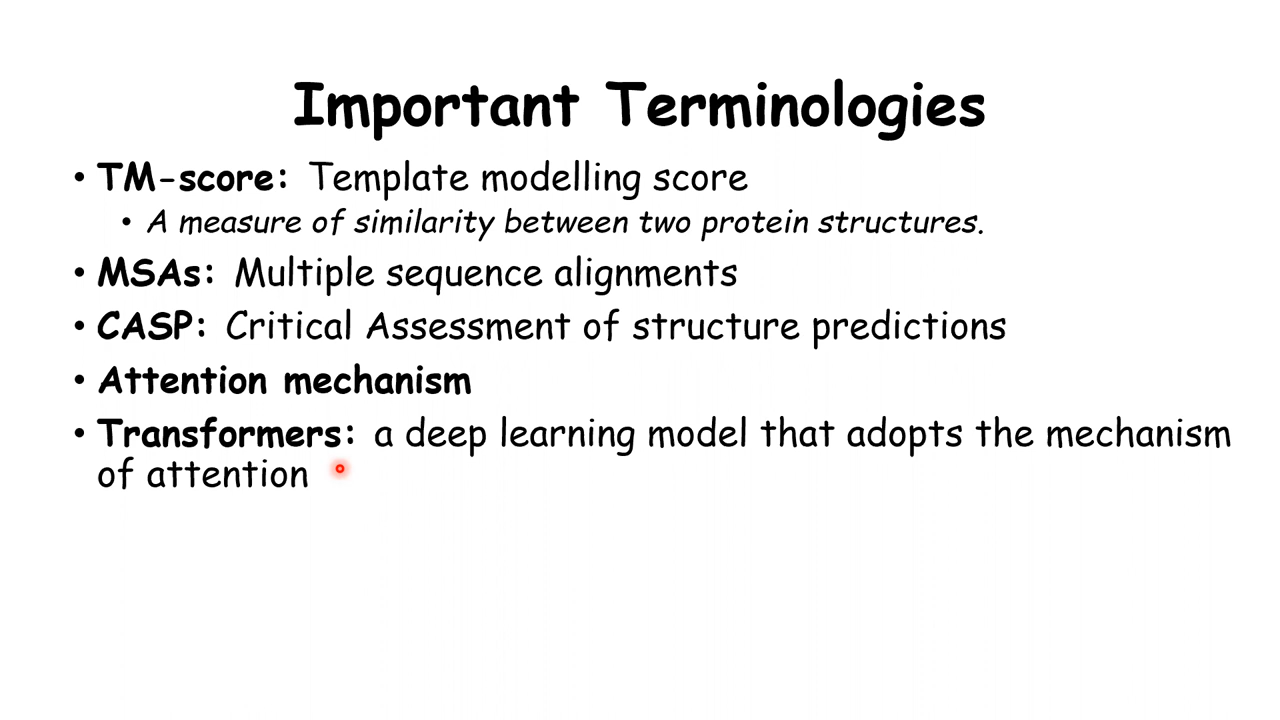 Important Terminologies
• TM-score: Template modelling score
• A measure of similarity between two protein structures.
• MSAs: Multiple sequence alignments
• CASP: Critical Assessment of structure predictions
• Attention mechanism
• Transformers: a deep learning model that adopts the mechanism
of attention